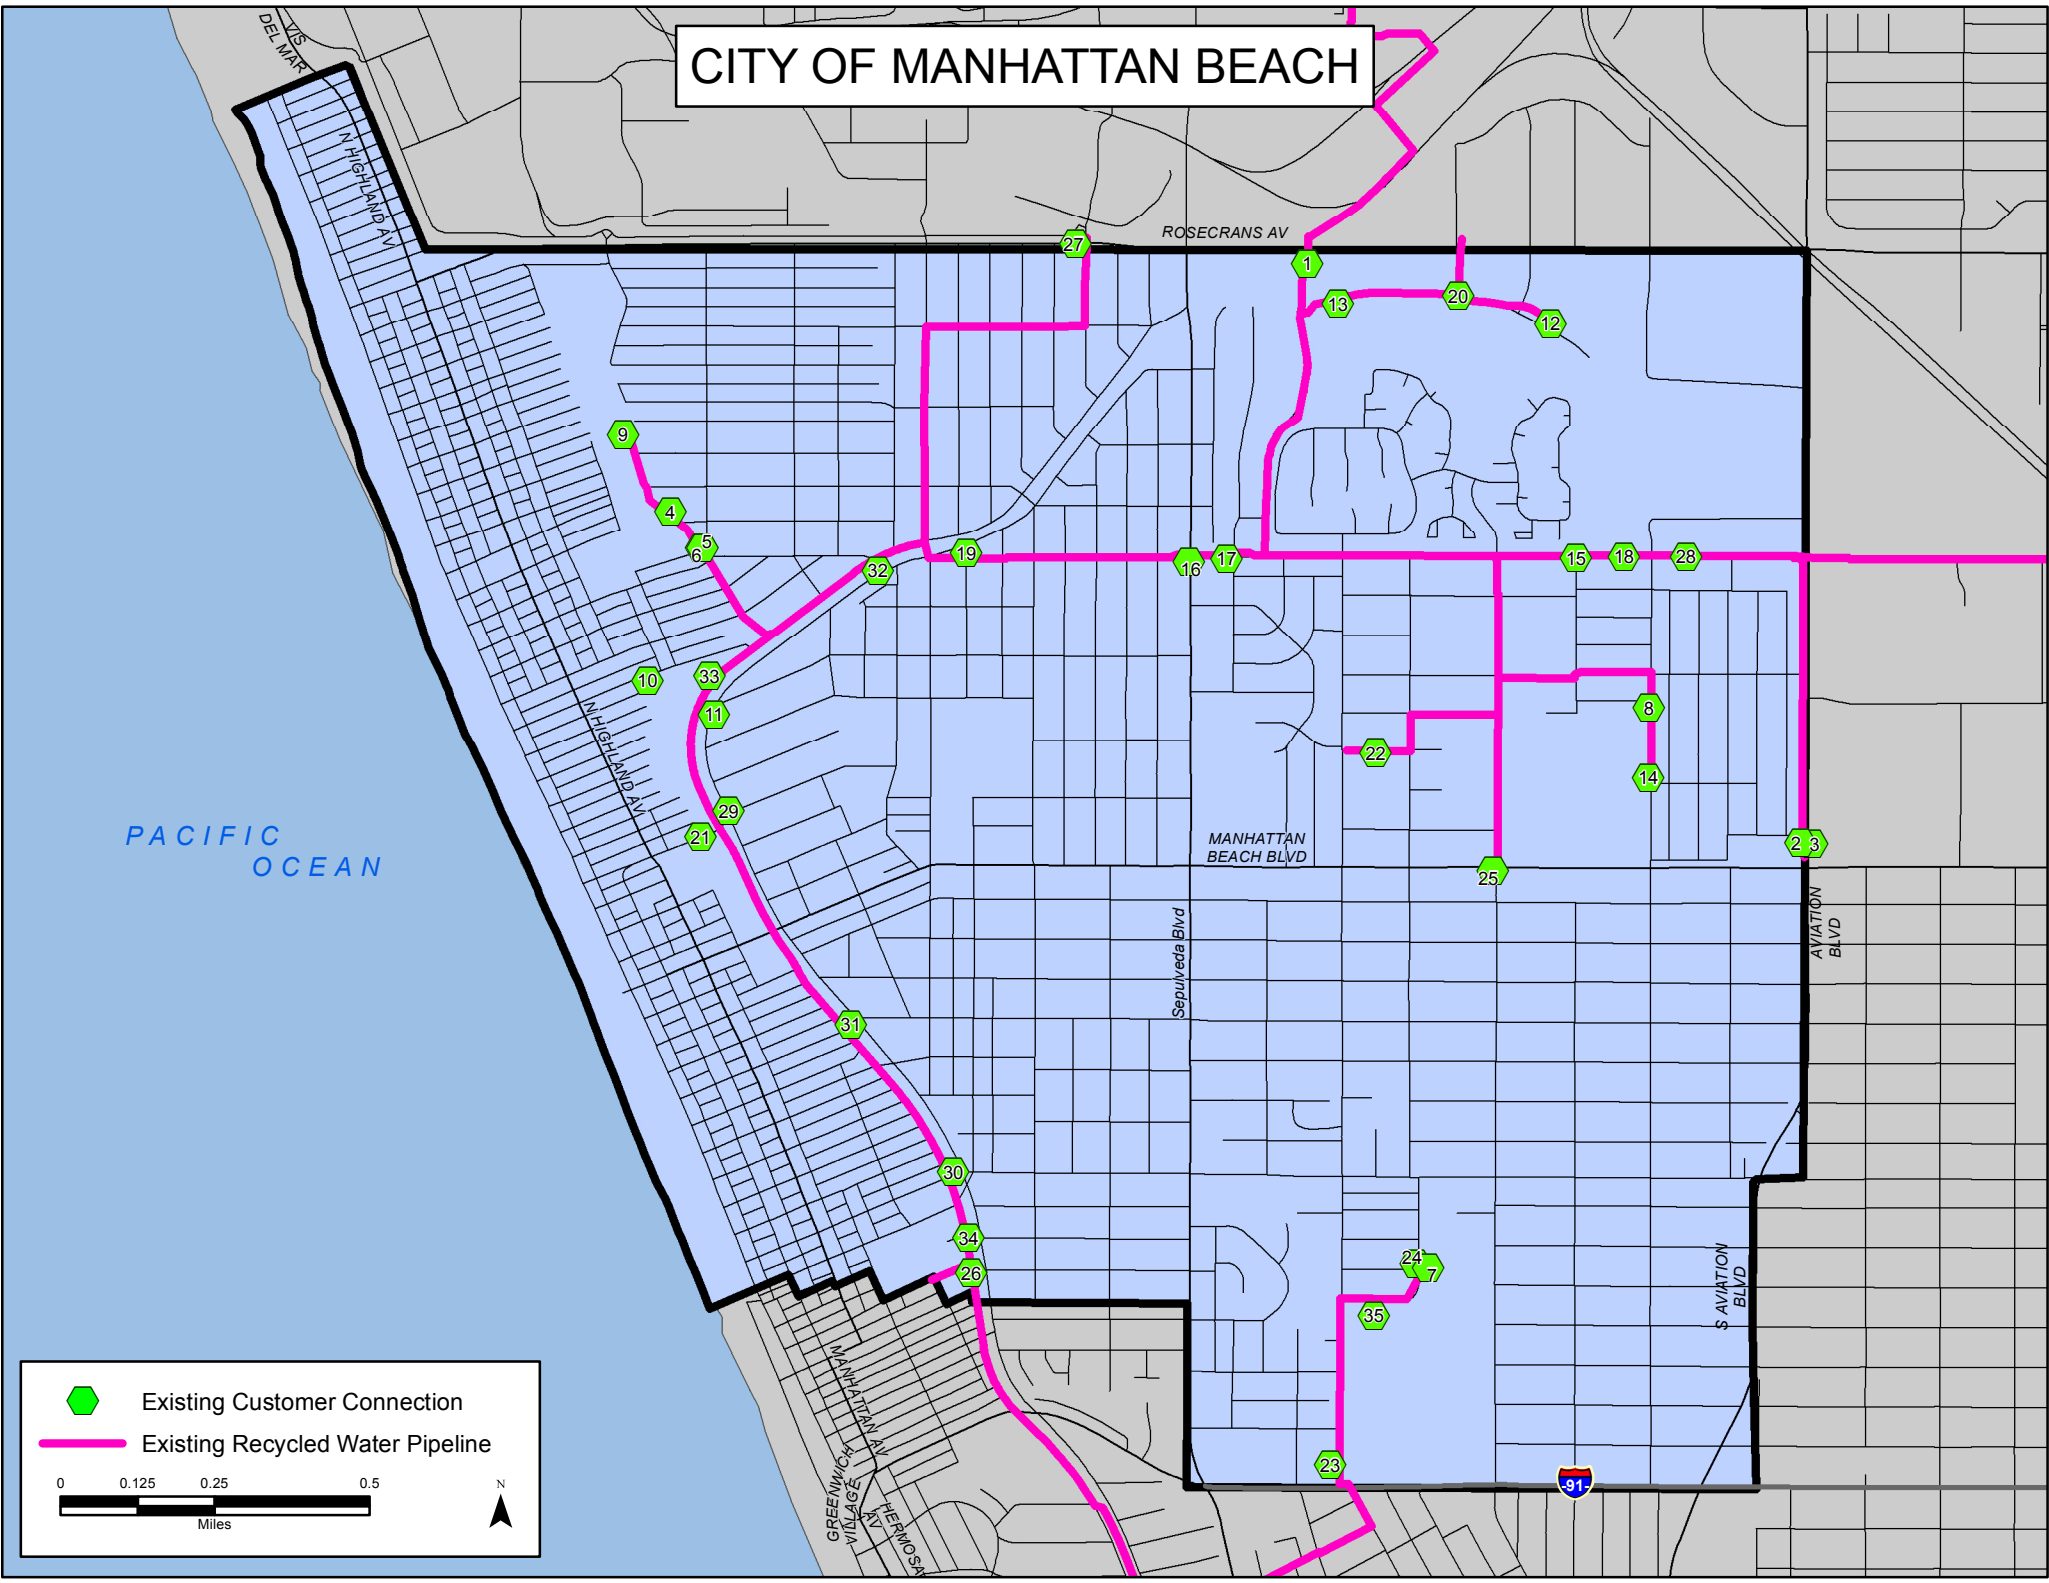 CITY OF MANHATTAN BEACH
VIS
DEL MAR
N HIGHLAND AV
ROSECRANS AV
27
1
13
20
12
9
4
5
6
32
19
16
17
15
18
28
10
33
11
8
22
14
29
21
2
3
25
PACIFIC
OCEAN
N HIGHLAND AV
MANHATTAN
BEACH BLVD
Sepulveda Blvd
AVIATION
BLVD
31
30
34
26
24
7
35
23
S AVIATION
BLVD
91
MANHATTAN AV
GREENWICH
VILLAGE
AV
HERMOSA
Existing Customer Connection
Existing Recycled Water Pipeline
0 0.125 0.25 0.5
Miles
N